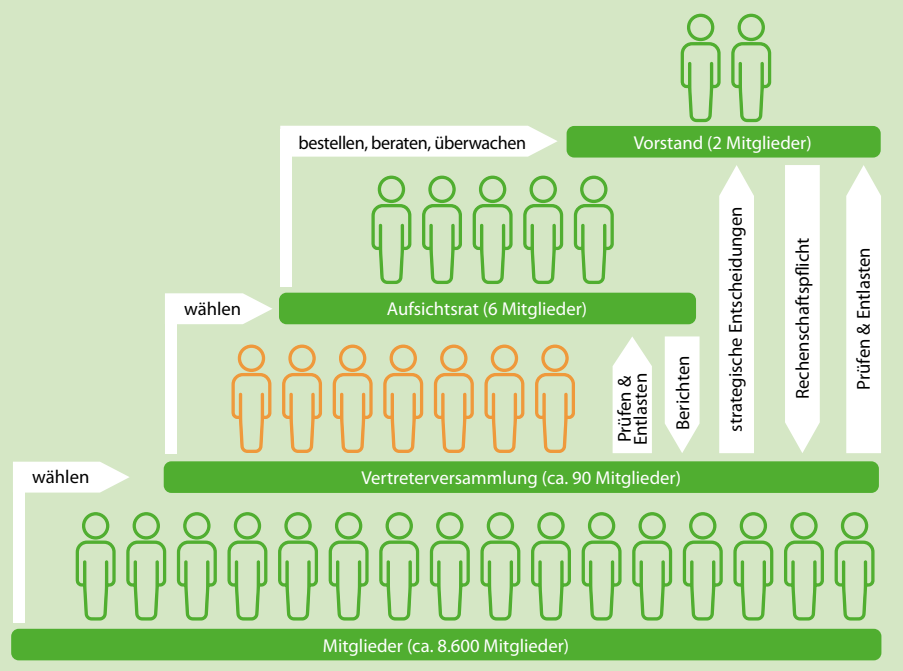 bestellen, beraten, überwachen
Vorstand (2 Mitglieder)
wählen
Aufsichtsrat (6 Mitglieder)
Prüfen &
Entlasten
Berichten
strategische Entscheidungen
Rechenschaftspflicht
Prüfen & Entlasten
wählen
Vertreterversammlung (ca. 90 Mitglieder)
Mitglieder (ca. 8.600 Mitglieder)